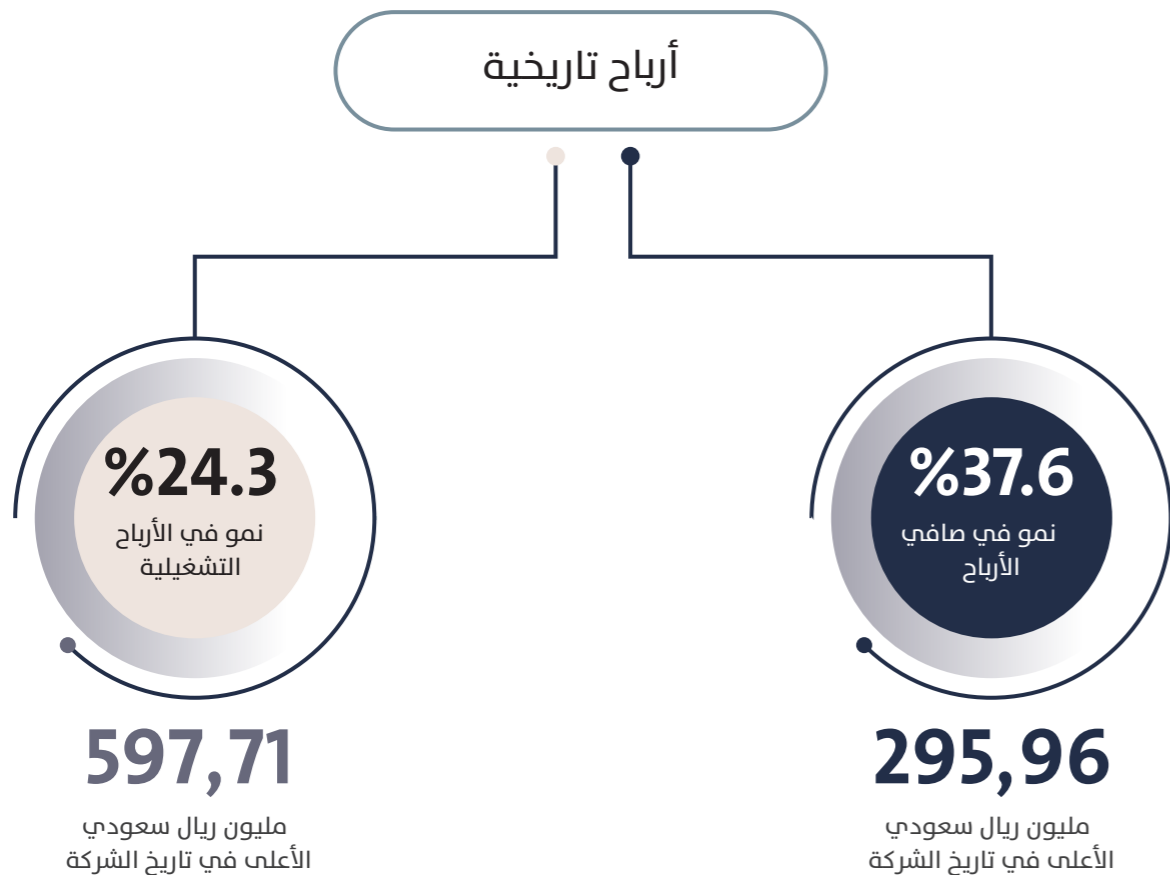 أرباح تاريخية
%37.6
نمو في صافي
الأرباح
295,96
مليون ريال سعودي
الأعلى في تاريخ الشركة
%24.3
نمو في الأرباح
التشغيلية
597,71
مليون ريال سعودي
الأعلى في تاريخ الشركة